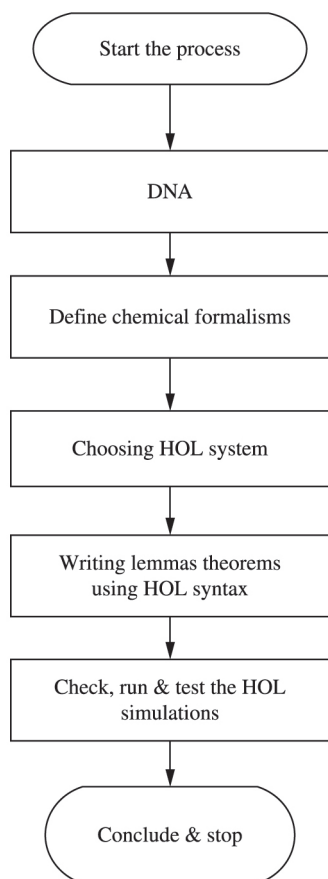 Start the process
DNA
Define chemical formalisms
Choosing HOL system
Writing lemmas theorems
using HOL syntax
Check, run & test the HOL
simulations
Conclude & stop